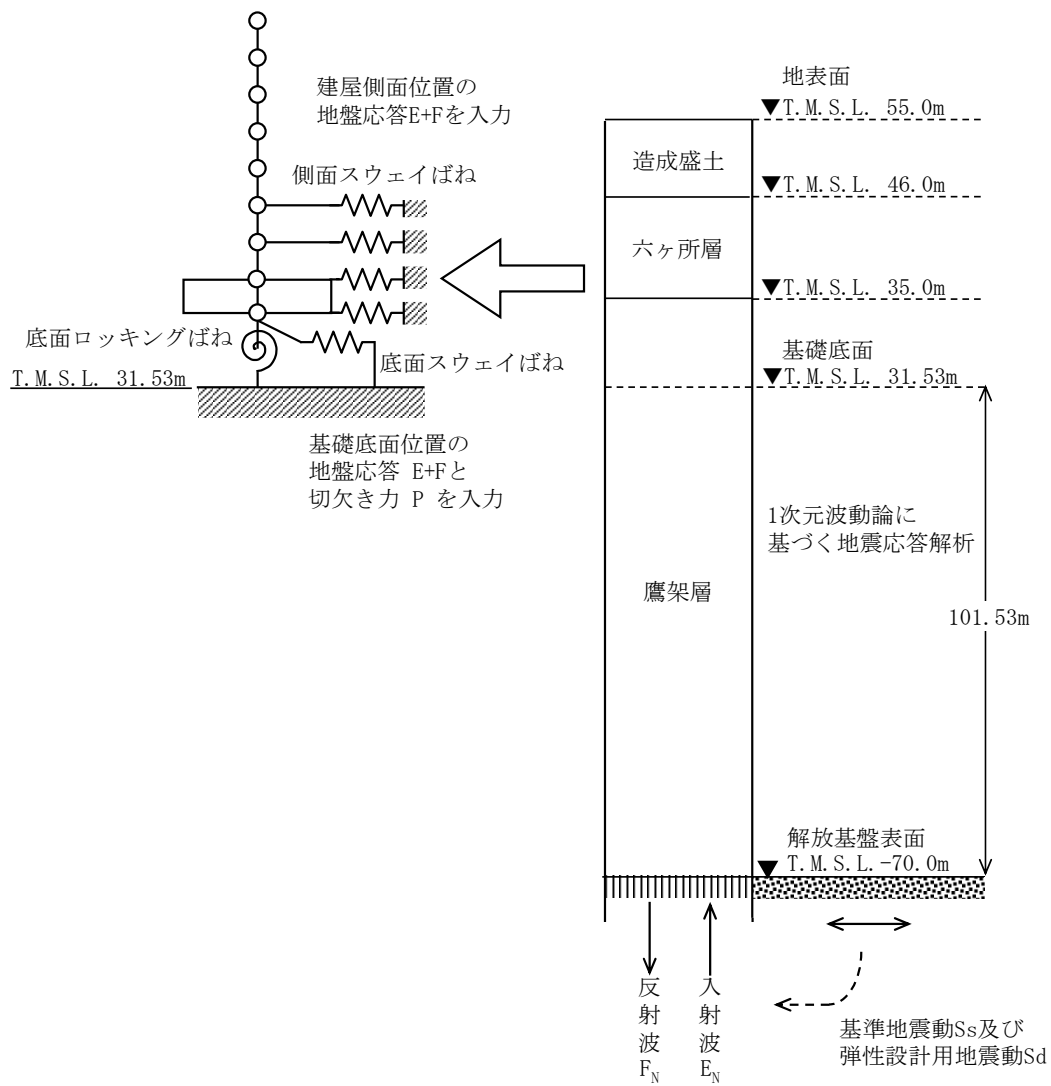 建屋側面位置の
地盤応答E+Fを入力
側面スウェイばね
底面ロッキングばね
底面スウェイばね
T.M.S.L. 31.53m
基礎底面位置の
地盤応答 E+Fと
切欠き力 P を入力
地表面
▼T.M.S.L. 55.0m
造成盛土
▼T.M.S.L. 46.0m
六ヶ所層
▼T.M.S.L. 35.0m
基礎底面
▼T.M.S.L. 31.53m
1次元波動論に
基づく地震応答解析
鷹架層
101.53m
解放基盤表面
▼T.M.S.L.-70.0m
反射波FN
入射波EN
基準地震動Ss及び
弾性設計用地震動Sd